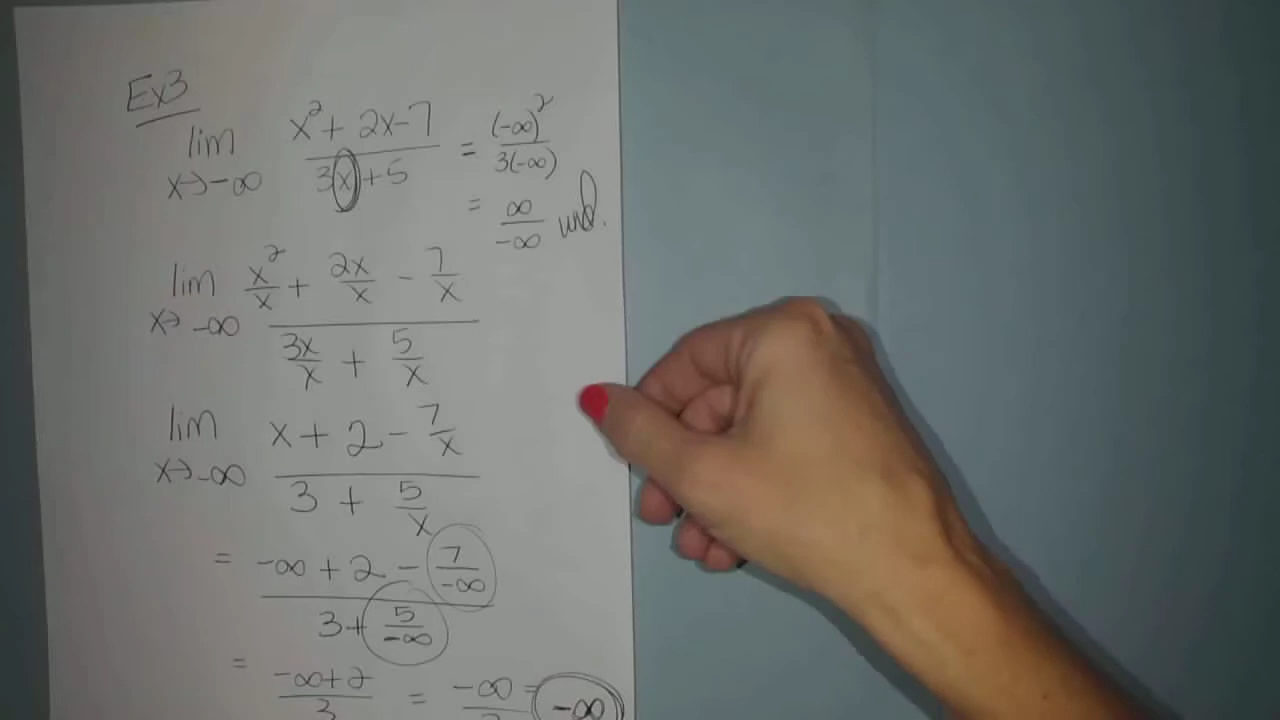 Ex3
lim x→-∞ (x²+ 2x-7)/(3x+5) = (-∞)²/3(-∞)
= ∞/-∞ und.
lim x→ -∞ (x²/x + 2x/x - 7/x)/(3x/x + 5/x)
lim x→-∞ (x + 2 - 7/x)/(3 + 5/x)
= (-∞ + 2 - 7/-∞)/(3+ 5/-∞)
= (-∞+2)/3 = -∞/3 = -∞